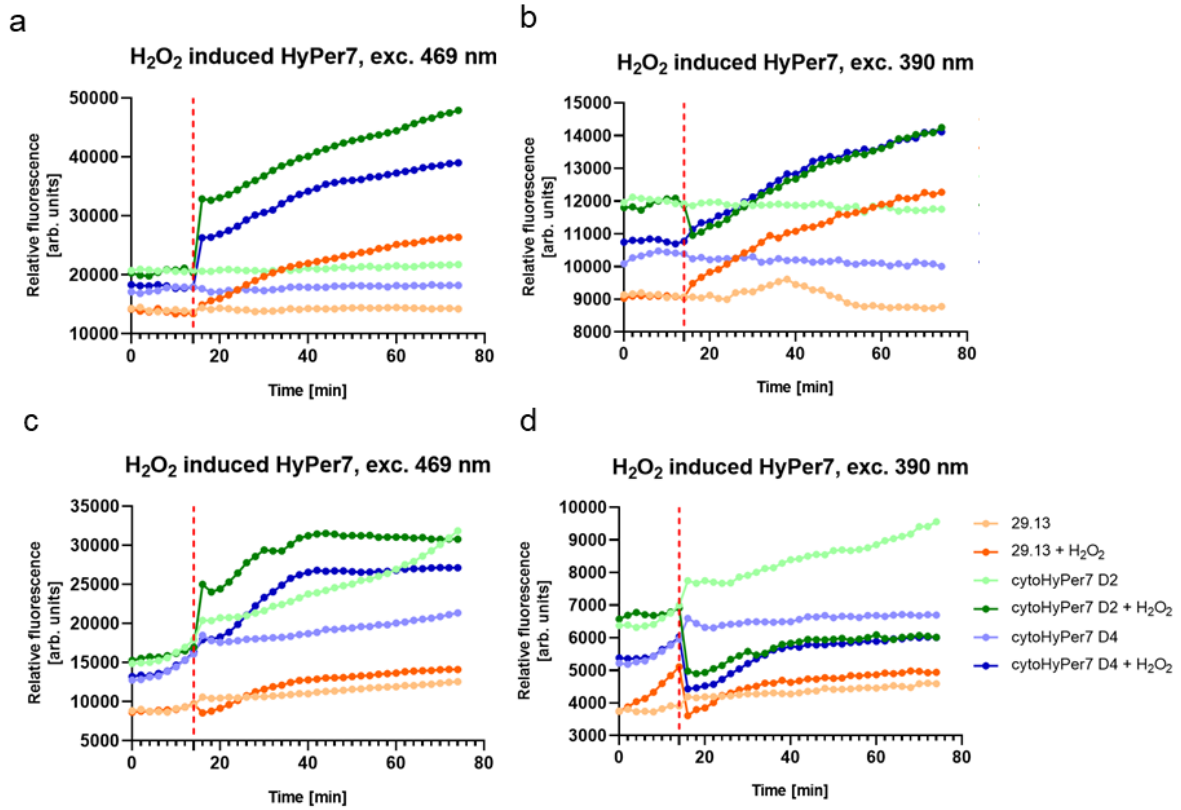 a
H₂O₂ induced HyPer7, exc. 469 nm
Relative fluorescence
[arb. units]
50000
40000
30000
20000
10000
0
20
40
60
80
Time [min]
b
H₂O₂ induced HyPer7, exc. 390 nm
Relative fluorescence
[arb. units]
15000
14000
13000
12000
11000
10000
9000
8000
0
20
40
60
80
Time [min]
c
H₂O₂ induced HyPer7, exc. 469 nm
Relative fluorescence
[arb. units]
35000
30000
25000
20000
15000
10000
5000
0
20
40
60
80
Time [min]
d
H₂O₂ induced HyPer7, exc. 390 nm
Relative fluorescence
[arb. units]
10000
9000
8000
7000
6000
5000
4000
3000
0
20
40
60
80
Time [min]
29.13
29.13 + H₂O₂
cytoHyPer7 D2
cytoHyPer7 D2 + H₂O₂
cytoHyPer7 D4
cytoHyPer7 D4 + H₂O₂